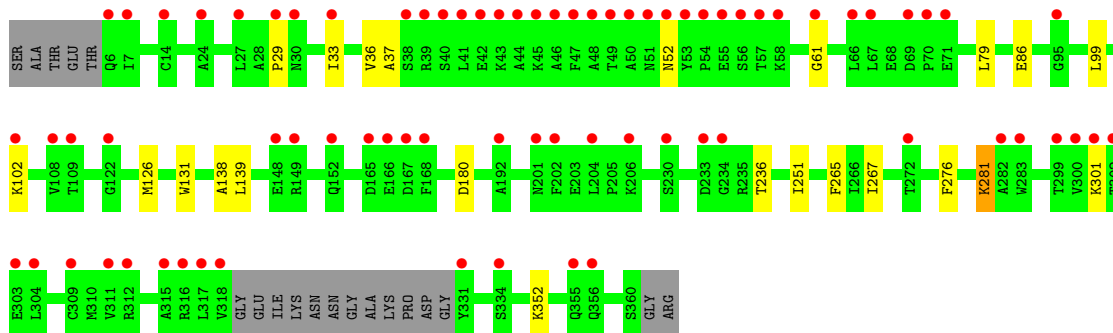 SER ALA THR GLU THR Q6 I7 C14 A24 L27 A28 P29 N30 I33 V36 A37 S38 R39 S40 L41 E42 K43 A44 K45 A46 F47 A48 T49 A50 N51 N52 Y53 P54 E55 S56 T57 K58 G61 L66 L67 E68 D69 P70 E71 L79 E86 G95 L99
K102 V108 T109 G122 M126 W131 A138 L139 E148 R149 Q152 D165 E166 D167 F168 D180 A192 N201 F202 E203 L204 P205 K206 S230 D233 G234 R235 T236 I251 F265 I266 I267 T272 F276 K281 A282 W283 T299 V300 K301
E303 L304 C309 M310 V311 R312 A315 R316 L317 V318 GLY GLU ILE LYS ASN ASN GLY ALA LYS PRO ASP GLY Y331 S334 K352 Q355 Q356 S360 GLY ARG